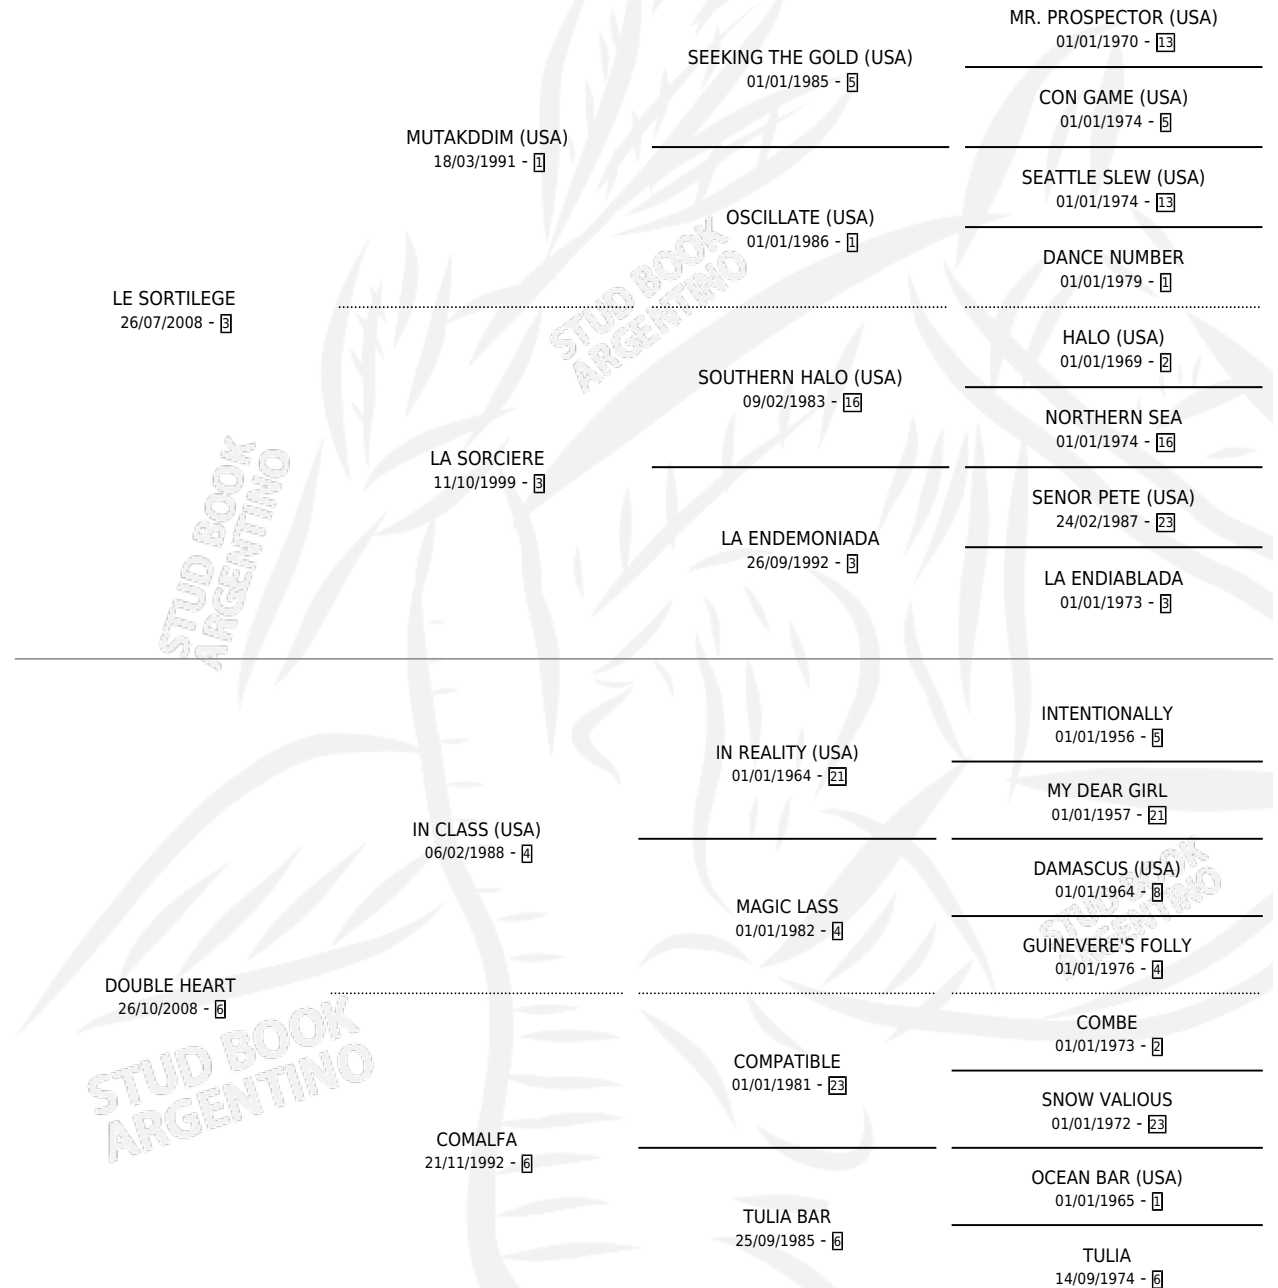 MR. PROSPECTOR (USA)
01/01/1970 - 13
SEEKING THE GOLD (USA)
01/01/1985 - 5
CON GAME (USA)
01/01/1974 - 5
MUTAKDDIM (USA)
18/03/1991 - 1
SEATTLE SLEW (USA)
01/01/1974 - 13
OSCILLATE (USA)
01/01/1986 - 1
DANCE NUMBER
01/01/1979 - 1
STUD BOOK
ARGENTINO
LE SORTILEGE
26/07/2008 - 3
HALO (USA)
01/01/1969 - 2
SOUTHERN HALO (USA)
09/02/1983 - 16
NORTHERN SEA
01/01/1974 - 16
LA SORCIERE
11/10/1999 - 3
SENOR PETE (USA)
24/02/1987 - 23
LA ENDEMONIADA
26/09/1992 - 3
LA ENDIABLADA
01/01/1973 - 3
STUD BOOK
ARGENTINO
INTENTIONALLY
01/01/1956 - 5
IN REALITY (USA)
01/01/1964 - 21
MY DEAR GIRL
01/01/1957 - 21
IN CLASS (USA)
06/02/1988 - 4
DAMASCUS (USA)
01/01/1964 - 8
MAGIC LASS
01/01/1982 - 4
STUD BOOK
ARGENTINO
GUINEVERE'S FOLLY
01/01/1976 - 4
DOUBLE HEART
26/10/2008 - 6
COMBE
01/01/1973 - 2
COMPATIBLE
01/01/1981 - 23
SNOW VALIOUS
01/01/1972 - 23
STUD BOOK
ARGENTINO
COMALFA
21/11/1992 - 6
OCEAN BAR (USA)
01/01/1965 - 1
TULIA BAR
25/09/1985 - 6
TULIA
14/09/1974 - 6